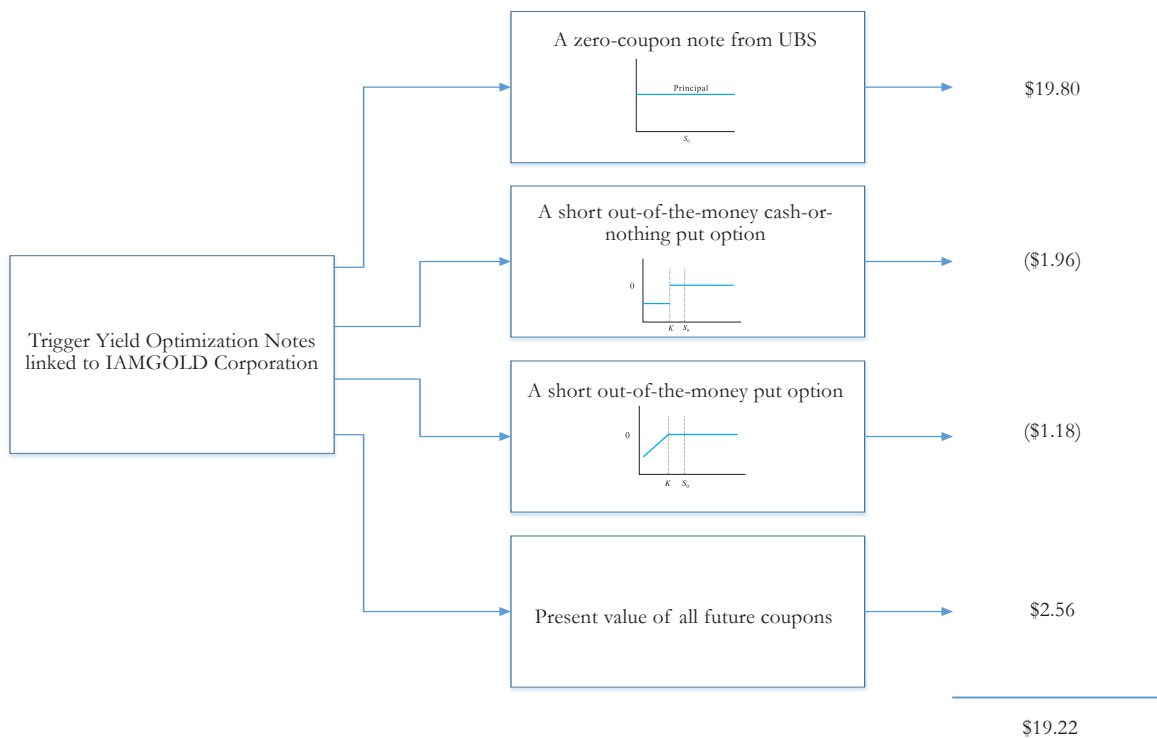 A zero-coupon note from UBS
Principal
S0
$19.80
A short out-of-the-money cash-or-
nothing put option
0
K S0
($1.96)
Trigger Yield Optimization Notes
linked to IAMGOLD Corporation
A short out-of-the-money put option
0
K S0
($1.18)
Present value of all future coupons
$2.56
$19.22